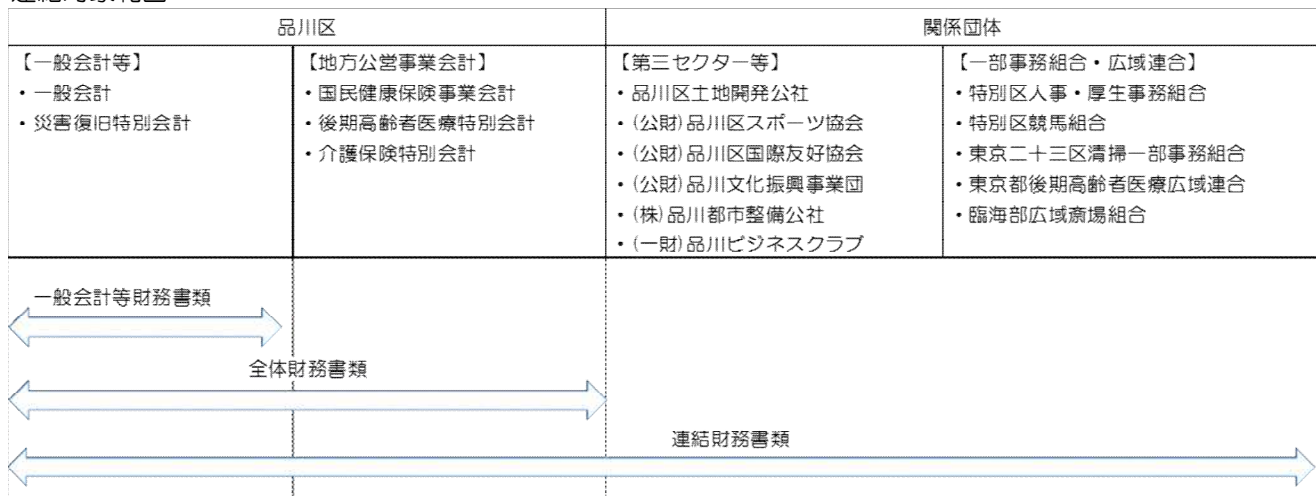 品川区
関係団体
【一般会計等】
・一般会計
・災害復旧特別会計
【地方公営事業会計】
・国民健康保険事業会計
・後期高齢者医療特別会計
・介護保険特別会計
【第三セクター等】
・品川区土地開発公社
・(公財)品川区スポーツ協会
・(公財)品川区国際友好協会
・(公財)品川文化振興事業団
・(株)品川都市整備公社
・(一財)品川ビジネスクラブ
【一部事務組合・広域連合】
・特別区人事・厚生事務組合
・特別区競馬組合
・東京二十三区清掃一部事務組合
・東京都後期高齢者医療広域連合
・臨海部広域斎場組合
一般会計等財務書類
全体財務書類
連結財務書類